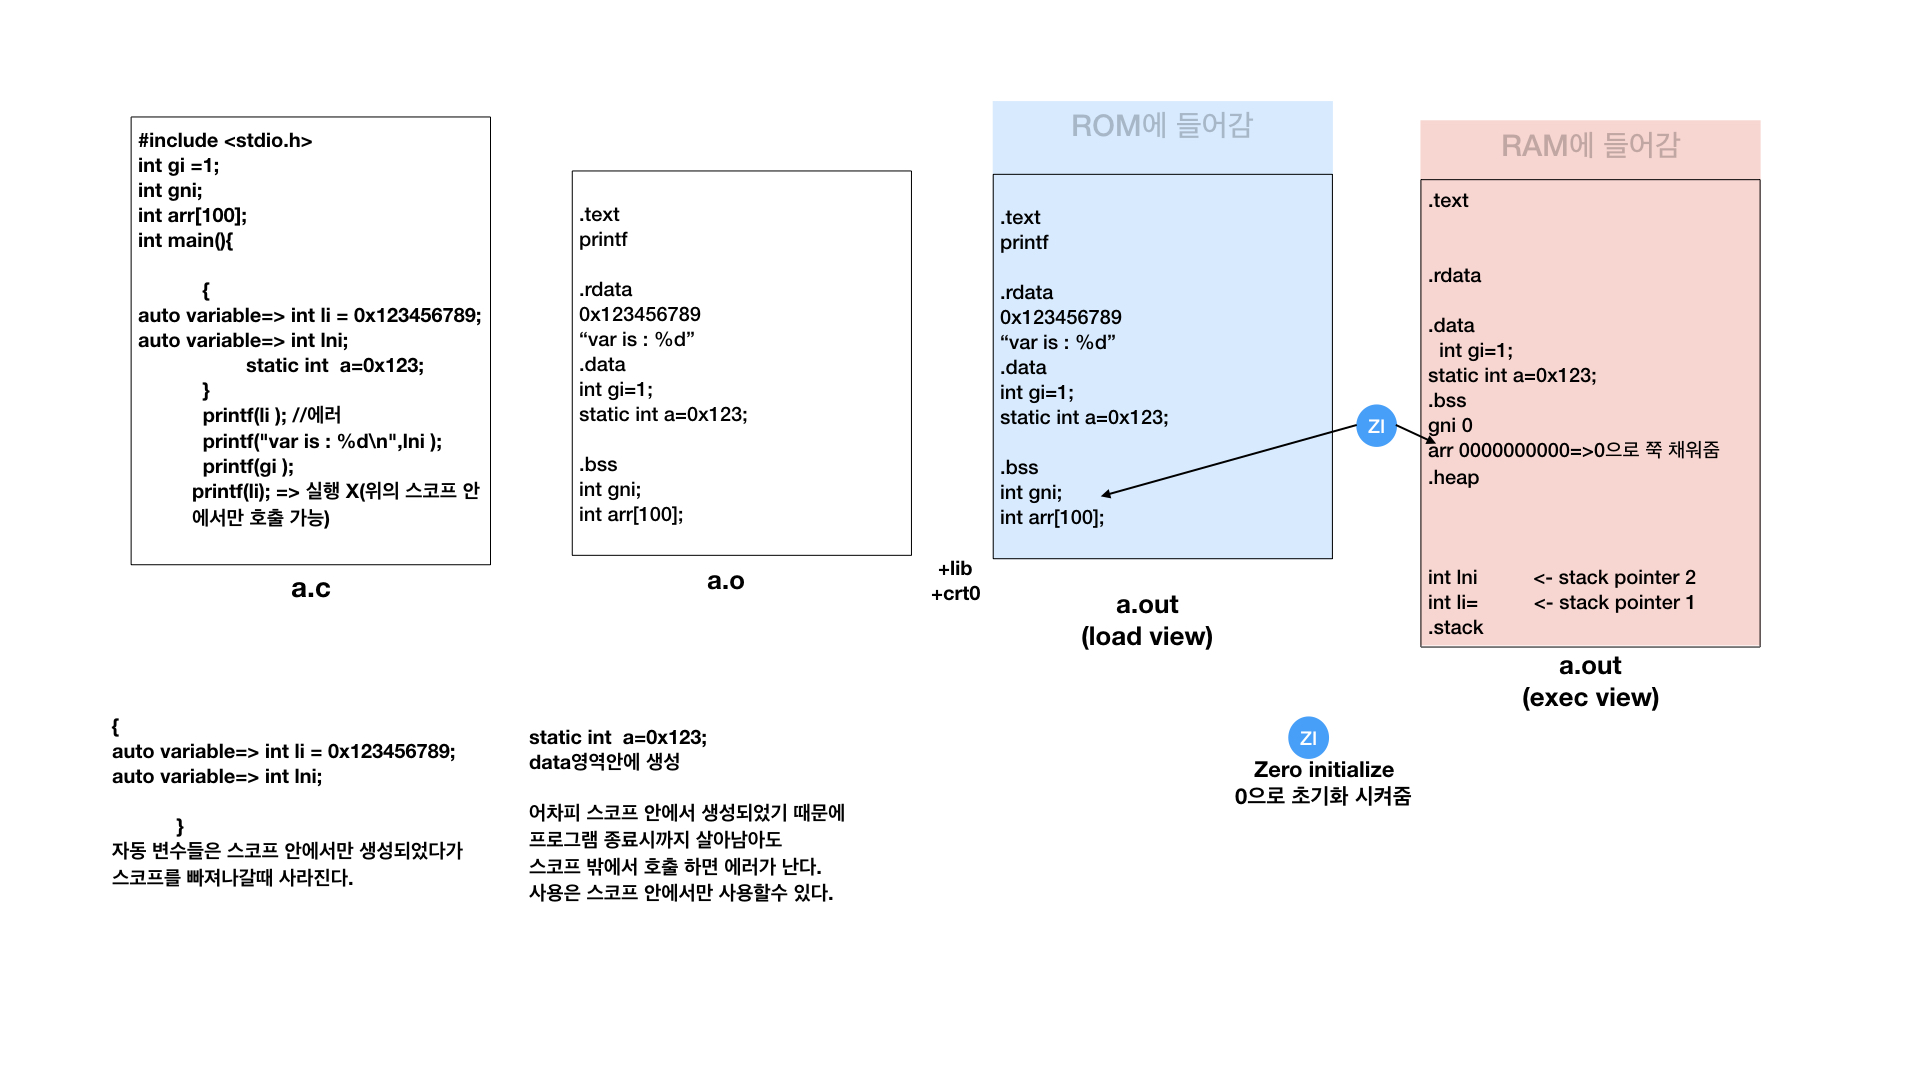 #include <stdio.h>
int gi =1;
int gni;
int arr[100];
int main(){
{
auto variable=> int li = 0x123456789;
auto variable=> int lni;
static int  a=0x123;
}
printf(li ); //에러
printf("var is : %d\n",lni );
printf(gi );
printf(li); => 실행 X(위의 스코프 안
에서만 호출 가능)
a.c
.text
printf
.rdata
0x123456789
“var is : %d”
.data
int gi=1;
static int a=0x123;
.bss
int gni;
int arr[100];
a.o
+lib
+crt0
ROM에 들어감
.text
printf
.rdata
0x123456789
“var is : %d”
.data
int gi=1;
static int a=0x123;
.bss
int gni;
int arr[100];
a.out
(load view)
ZI
RAM에 들어감
.text
.rdata
.data
int gi=1;
static int a=0x123;
.bss
gni 0
arr 0000000000=>0으로 쭉 채워줌
.heap
int lni <- stack pointer 2
int li= <- stack pointer 1
.stack
a.out
(exec view)
{
auto variable=> int li = 0x123456789;
auto variable=> int lni;
}
자동 변수들은 스코프 안에서만 생성되었다가
스코프를 빠져나갈때 사라진다.
static int  a=0x123;
data영역안에 생성
어차피 스코프 안에서 생성되었기 때문에
프로그램 종료시까지 살아남아도
스코프 밖에서 호출 하면 에러가 난다.
사용은 스코프 안에서만 사용할수 있다.
ZI
Zero initialize
0으로 초기화 시켜줌